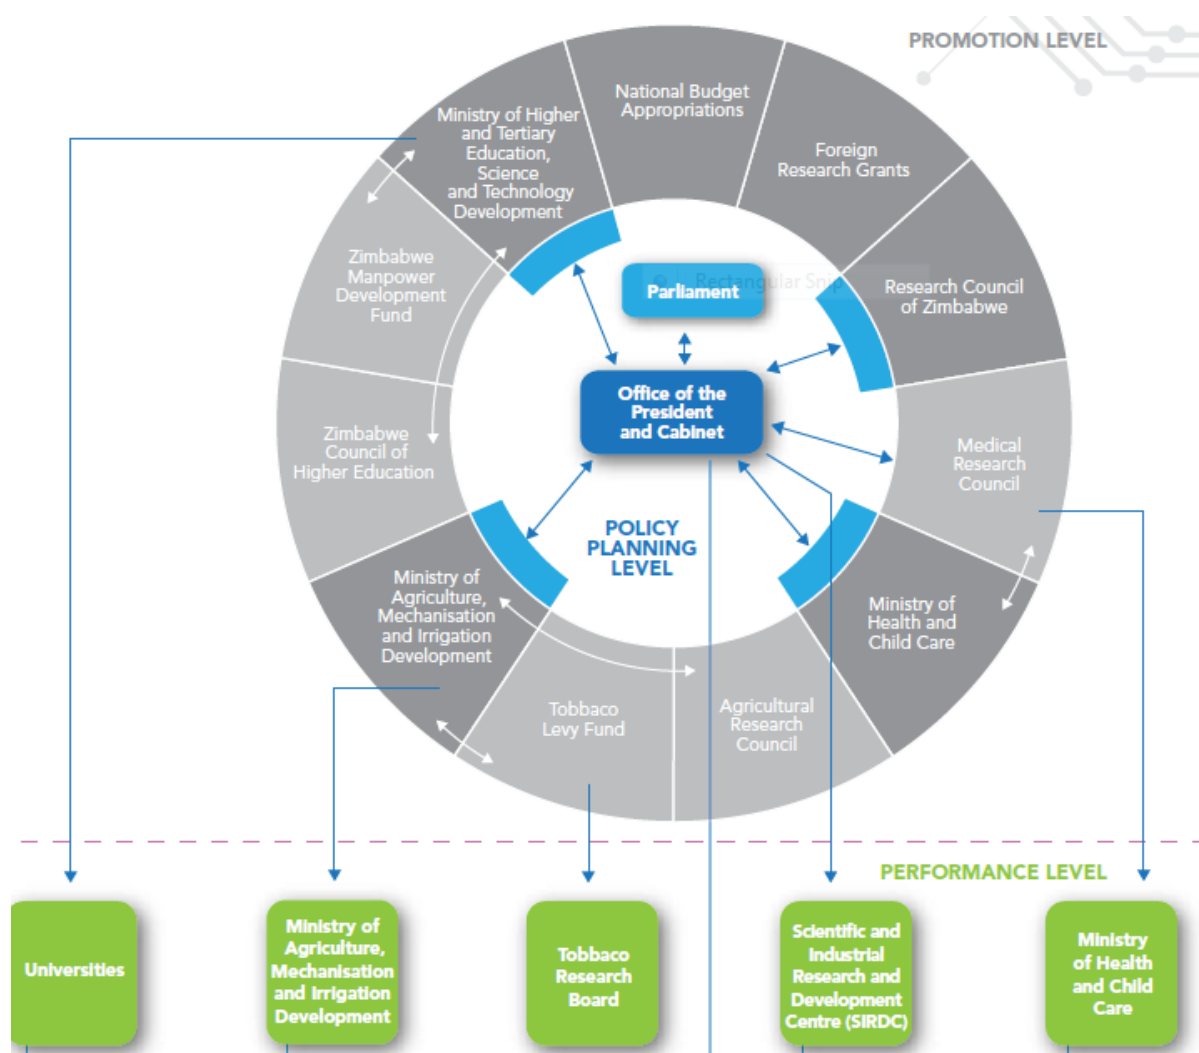 PROMOTION LEVEL
National Budget
Appropriations
Ministry of Higher
and Tertiary
Education,
Science
and Technology
Development
Foreign
Research Grants
Zimbabwe
Manpower
Development
Fund
Rectangular Snip
Parliament
Research Council
of Zimbabwe
Office of the
President
and Cabinet
Zimbabwe
Council of
Higher Education
Medical
Research
Council
POLICY
PLANNING
LEVEL
Ministry of
Agriculture,
Mechanisation
and Irrigation
Development
Ministry of
Health and
Child Care
Tobbaco
Levy Fund
Agricultural
Research
Council
PERFORMANCE LEVEL
Universities
Ministry of
Agriculture,
Mechanisation
and Irrigation
Development
Tobbaco
Research
Board
Scientific and
Industrial
Research and
Development
Centre (SIRDC)
Ministry
of Health
and Child
Care